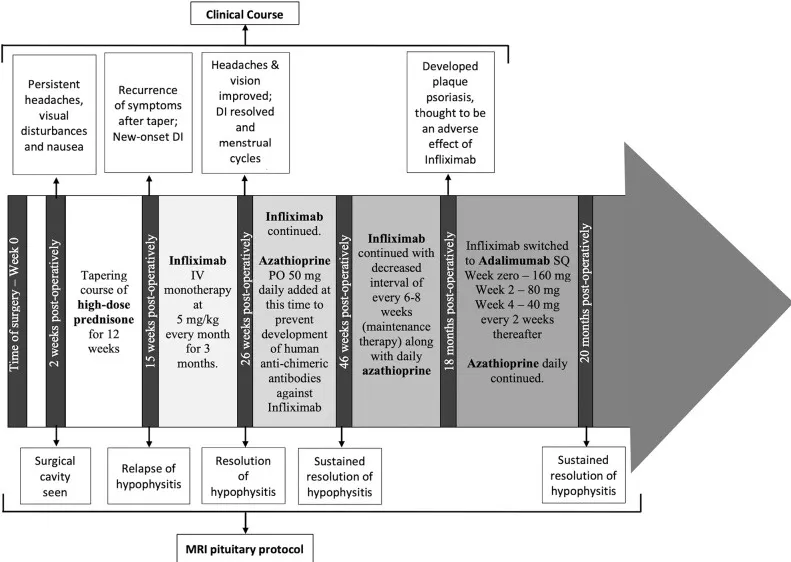 Clinical Course
Persistent
headaches,
visual
disturbances
and nausea
Recurrence
of symptoms
after taper;
New-onset DI
Headaches &
vision
improved;
DI resolved
and
menstrual
cycles
Developed
plaque
psoriasis,
thought to be
an adverse
effect of
Infliximab
Time of surgery – Week 0
2 weeks post-operatively
Tapering
course of
high-dose
prednisone
for 12
weeks
15 weeks post-operatively
Infliximab
IV
monotherapy
at
5 mg/kg
every month
for 3
months.
26 weeks post-operatively
Infliximab
continued.
Azathioprine
PO 50 mg
daily added at
this time to
prevent
development
of human
anti-chimeric
antibodies
against
Infliximab
46 weeks post-operatively
Infliximab
continued with
decreased
interval of
every 6-8
weeks
(maintenance
therapy) along
with daily
azathioprine
18 months post-operatively
Infliximab switched
to Adalimumab SQ
Week zero – 160 mg
Week 2 – 80 mg
Week 4 – 40 mg
every 2 weeks
thereafter
Azathioprine daily
continued.
20 months post-operatively
Surgical
cavity
seen
Relapse of
hypophysitis
Resolution
of
hypophysitis
Sustained
resolution of
hypophysitis
Sustained
resolution of
hypophysitis
MRI pituitary protocol